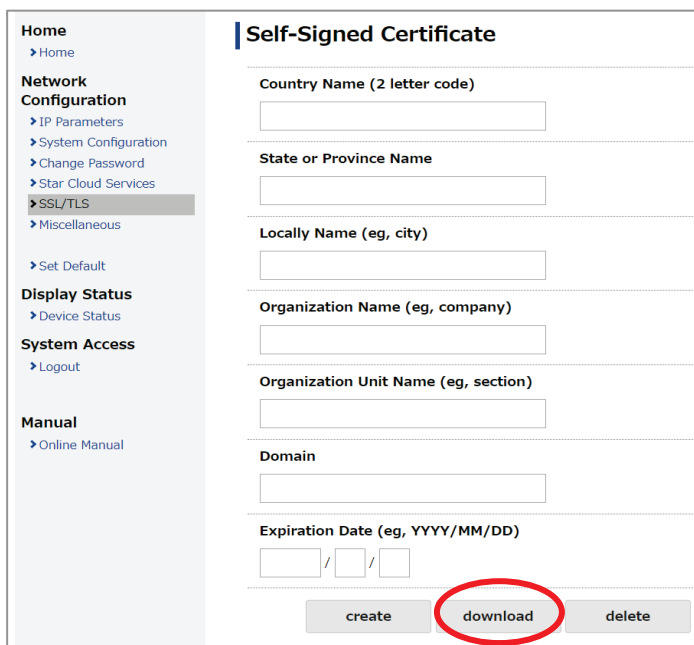 Home
Home
Network
Configuration
IP Parameters
System Configuration
Change Password
Star Cloud Services
SSL/TLS
Miscellaneous
Set Default
Display Status
Device Status
System Access
Logout
Manual
Online Manual
Self-Signed Certificate
Country Name (2 letter code)
State or Province Name
Locally Name (eg, city)
Organization Name (eg, company)
Organization Unit Name (eg, section)
Domain
Expiration Date (eg, YYYY/MM/DD)
/ /
create download delete